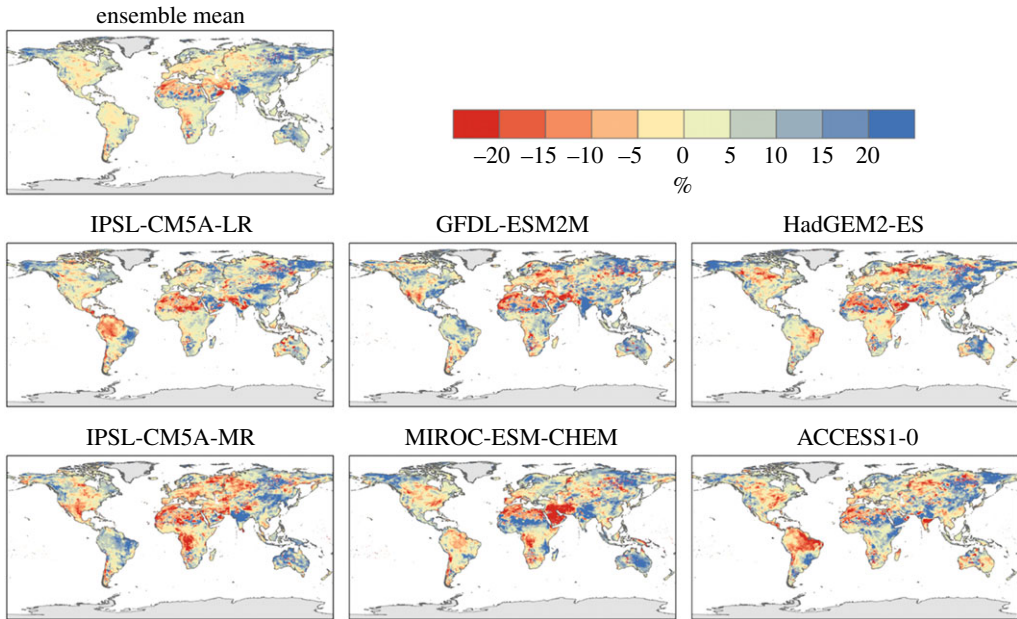 ensemble mean
–20 –15 –10 –5 0 5 10 15 20
%
IPSL-CM5A-LR GFDL-ESM2M HadGEM2-ES
IPSL-CM5A-MR MIROC-ESM-CHEM ACCESS1-0